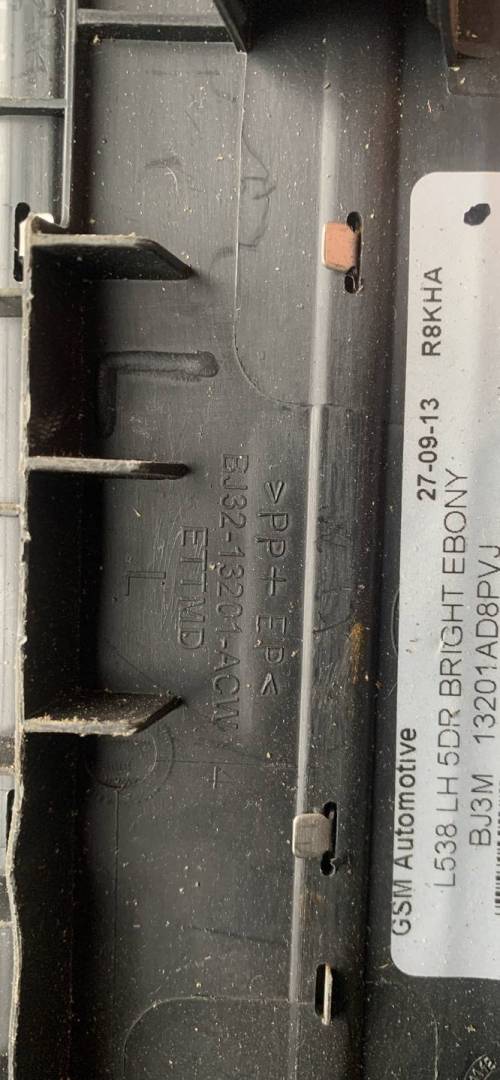 L
>PP+EP<
BJ32-13201-ACW
ETTMD
L
GSM Automotive 27-09-13 R8KHA
L538 LH 5DR BRIGHT EBONY
BJ3M 13201AD8PVJ